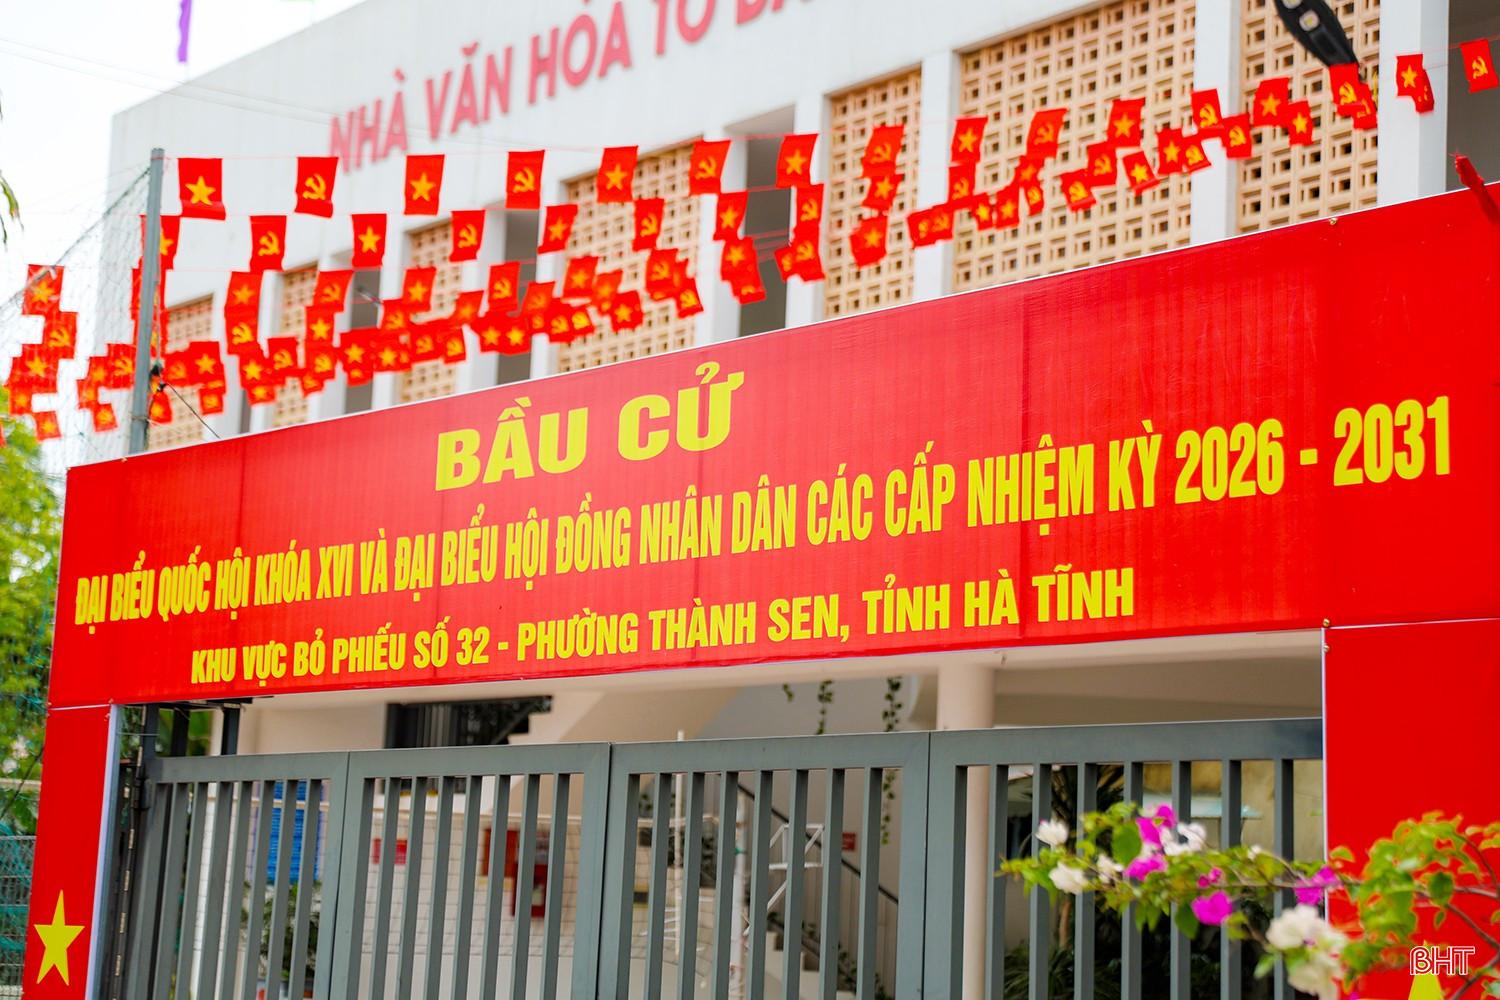 NHÀ VĂN HÓA TỔ DÂ
BẦU CỬ
ĐẠI BIỂU QUỐC HỘI KHÓA XVI VÀ ĐẠI BIỂU HỘI ĐỒNG NHÂN DÂN CÁC CẤP NHIỆM KỲ 2026 - 2031
KHU VỰC BỎ PHIẾU SỐ 32 - PHƯỜNG THÀNH SEN, TỈNH HÀ TĨNH
BHT